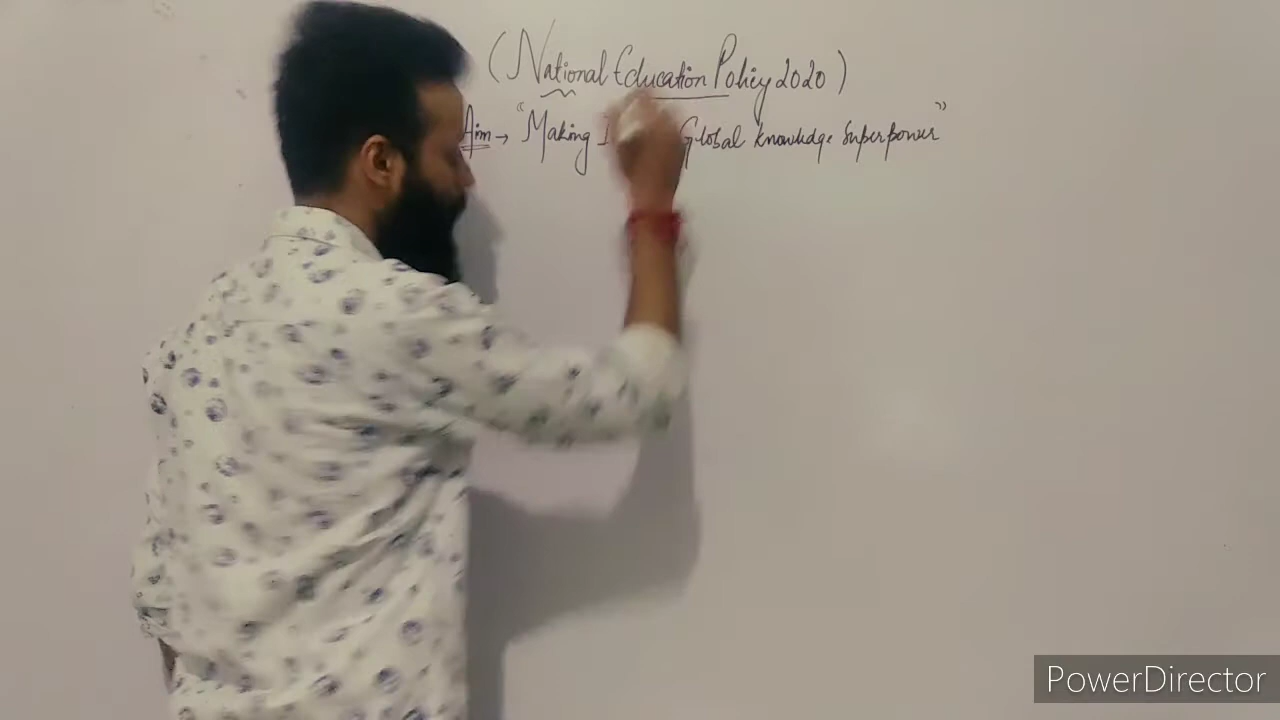 (National Education Policy 2020)
Aim → "Making Global knowledge Superpower"
PowerDirector